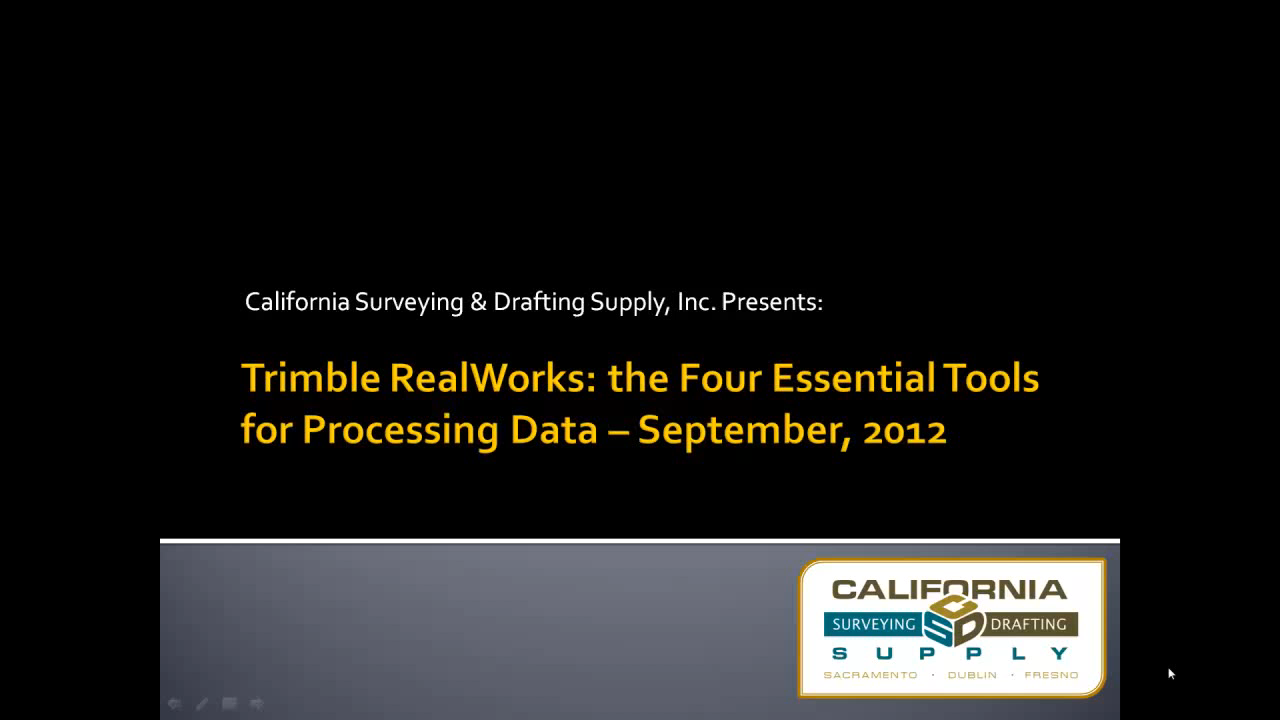 California Surveying & Drafting Supply, Inc. Presents:
Trimble RealWorks: the Four Essential Tools
for Processing Data – September, 2012
CALIFORNIA
SURVEYING CSD DRAFTING
SUPPLY
SACRAMENTO · DUBLIN · FRESNO